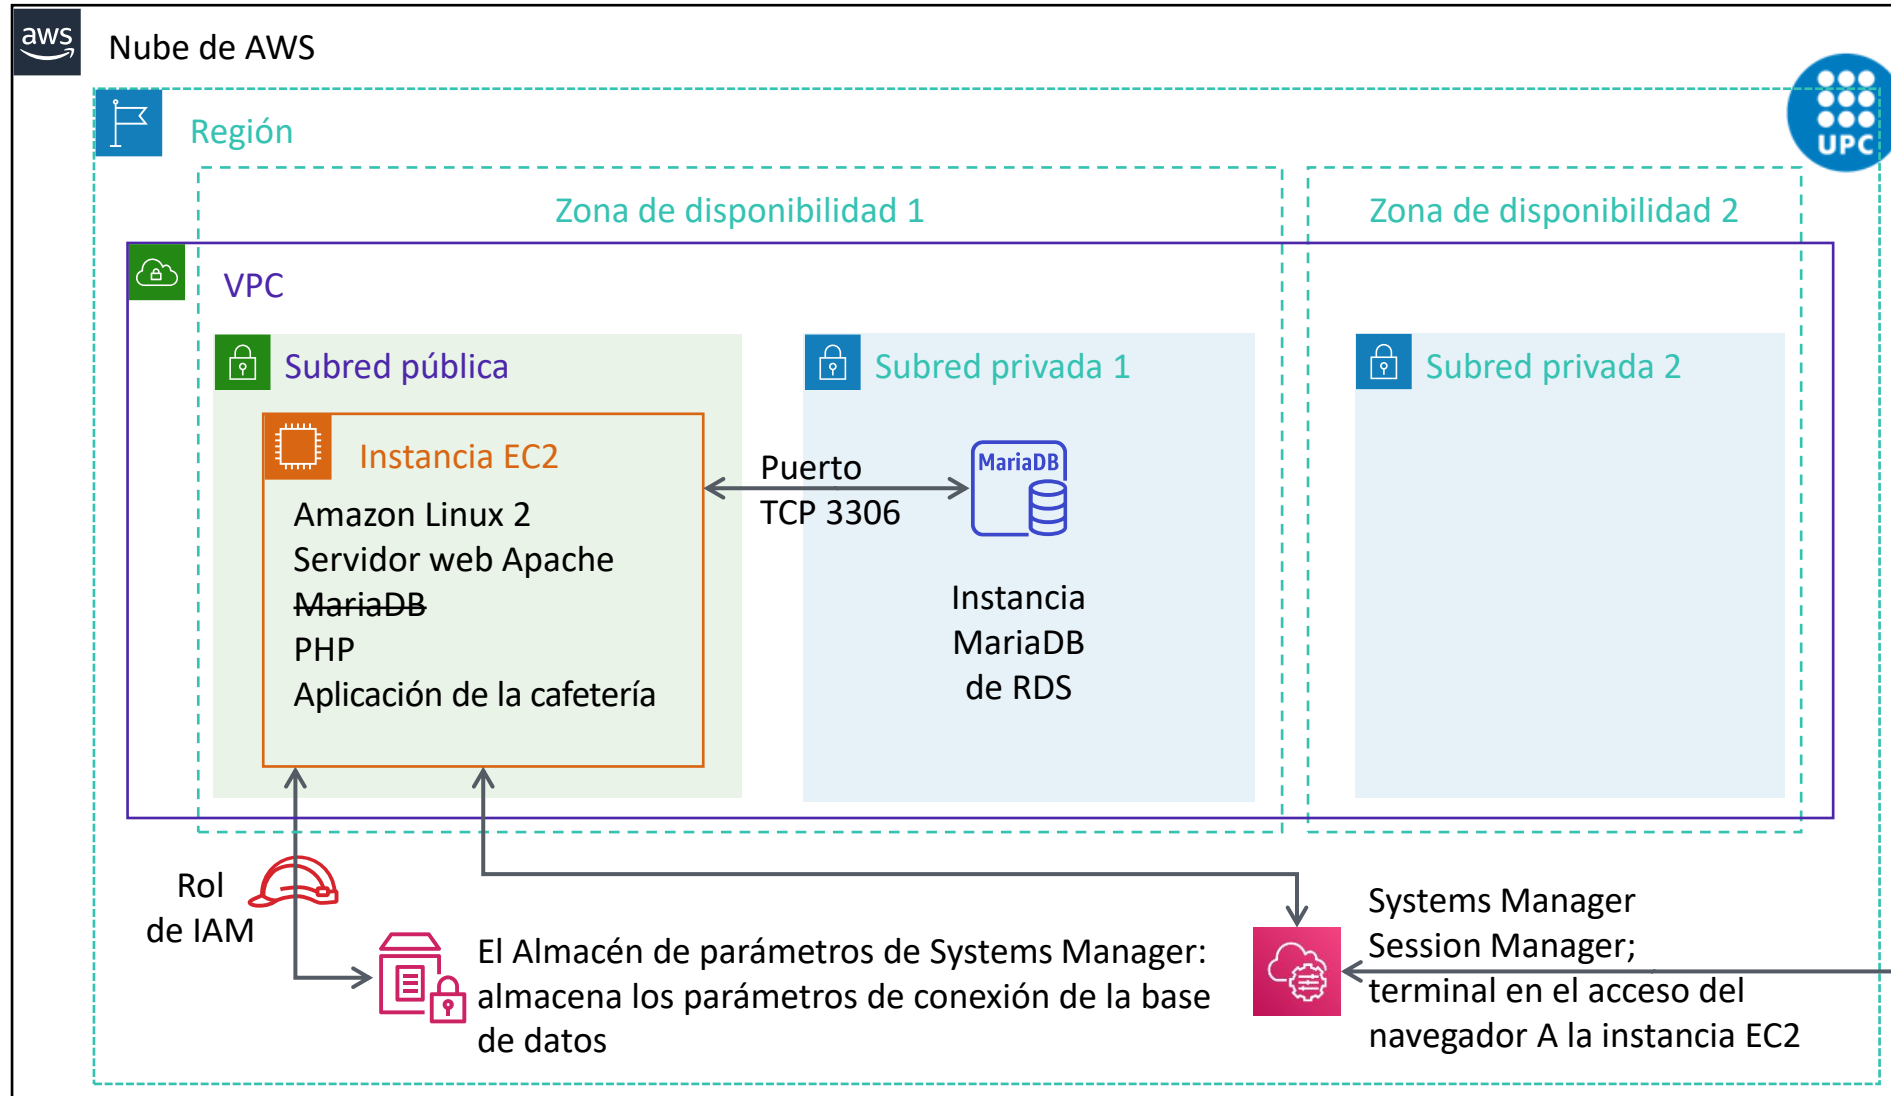 aws
Nube de AWS
UPC
Región
Zona de disponibilidad 1
Zona de disponibilidad 2
VPC
Subred pública
Subred privada 1
Subred privada 2
Instancia EC2
Amazon Linux 2
Servidor web Apache
MariaDB
PHP
Aplicación de la cafetería
Puerto
TCP 3306
MariaDB
Instancia
MariaDB
de RDS
Rol
de IAM
El Almacén de parámetros de Systems Manager:
almacena los parámetros de conexión de la base
de datos
Systems Manager
Session Manager;
terminal en el acceso del
navegador A la instancia EC2